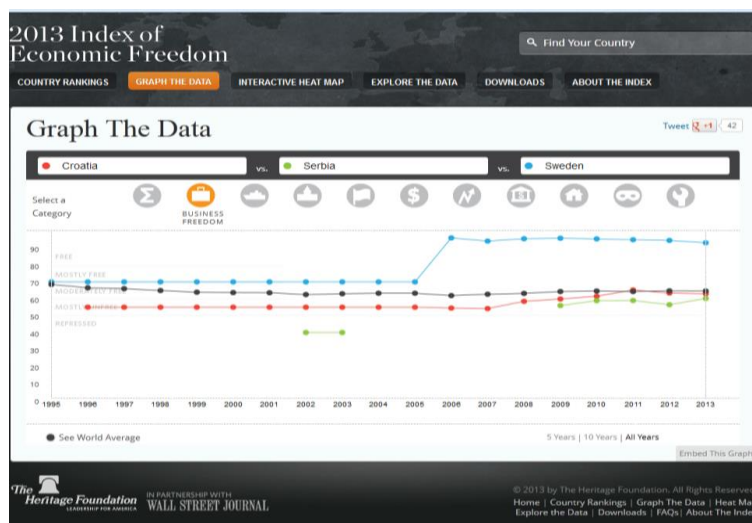 2013 Index of
Economic Freedom
Find Your Country
COUNTRY RANKINGS GRAPH THE DATA INTERACTIVE HEAT MAP EXPLORE THE DATA DOWNLOADS ABOUT THE INDEX
Graph The Data
Tweet +1 42
Croatia vs. Serbia vs. Sweden
Select a
Category
BUSINESS
FREEDOM
90
FREE
80
MOSTLY FREE
70
MODERATELY FREE
60
MOSTLY UNFREE
50
REPRESSED
40
30
20
10
0 1995 1996 1997 1998 1999 2000 2001 2002 2003 2004 2005 2006 2007 2008 2009 2010 2011 2012 2013
See World Average
5 Years | 10 Years | All Years
Embed This Graph
The
Heritage Foundation
LEADERSHIP FOR AMERICA
IN PARTNERSHIP WITH
WALL STREET JOURNAL
© 2013 by The Heritage Foundation. All Rights Reserved
Home | Country Rankings | Graph The Data | Heat Ma
Explore the Data | Downloads | FAQs | About The Inde